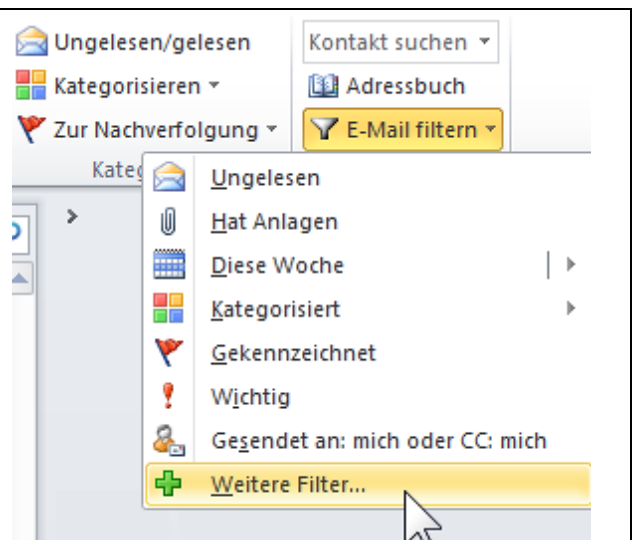 Ungelesen/gelesen
Kontakt suchen
Kategorisieren
Adressbuch
Zur Nachverfolgung
E-Mail filtern
Kateg
Ungelesen
Hat Anlagen
Diese Woche
Kategorisiert
Gekennzeichnet
Wichtig
Gesendet an: mich oder CC: mich
Weitere Filter...